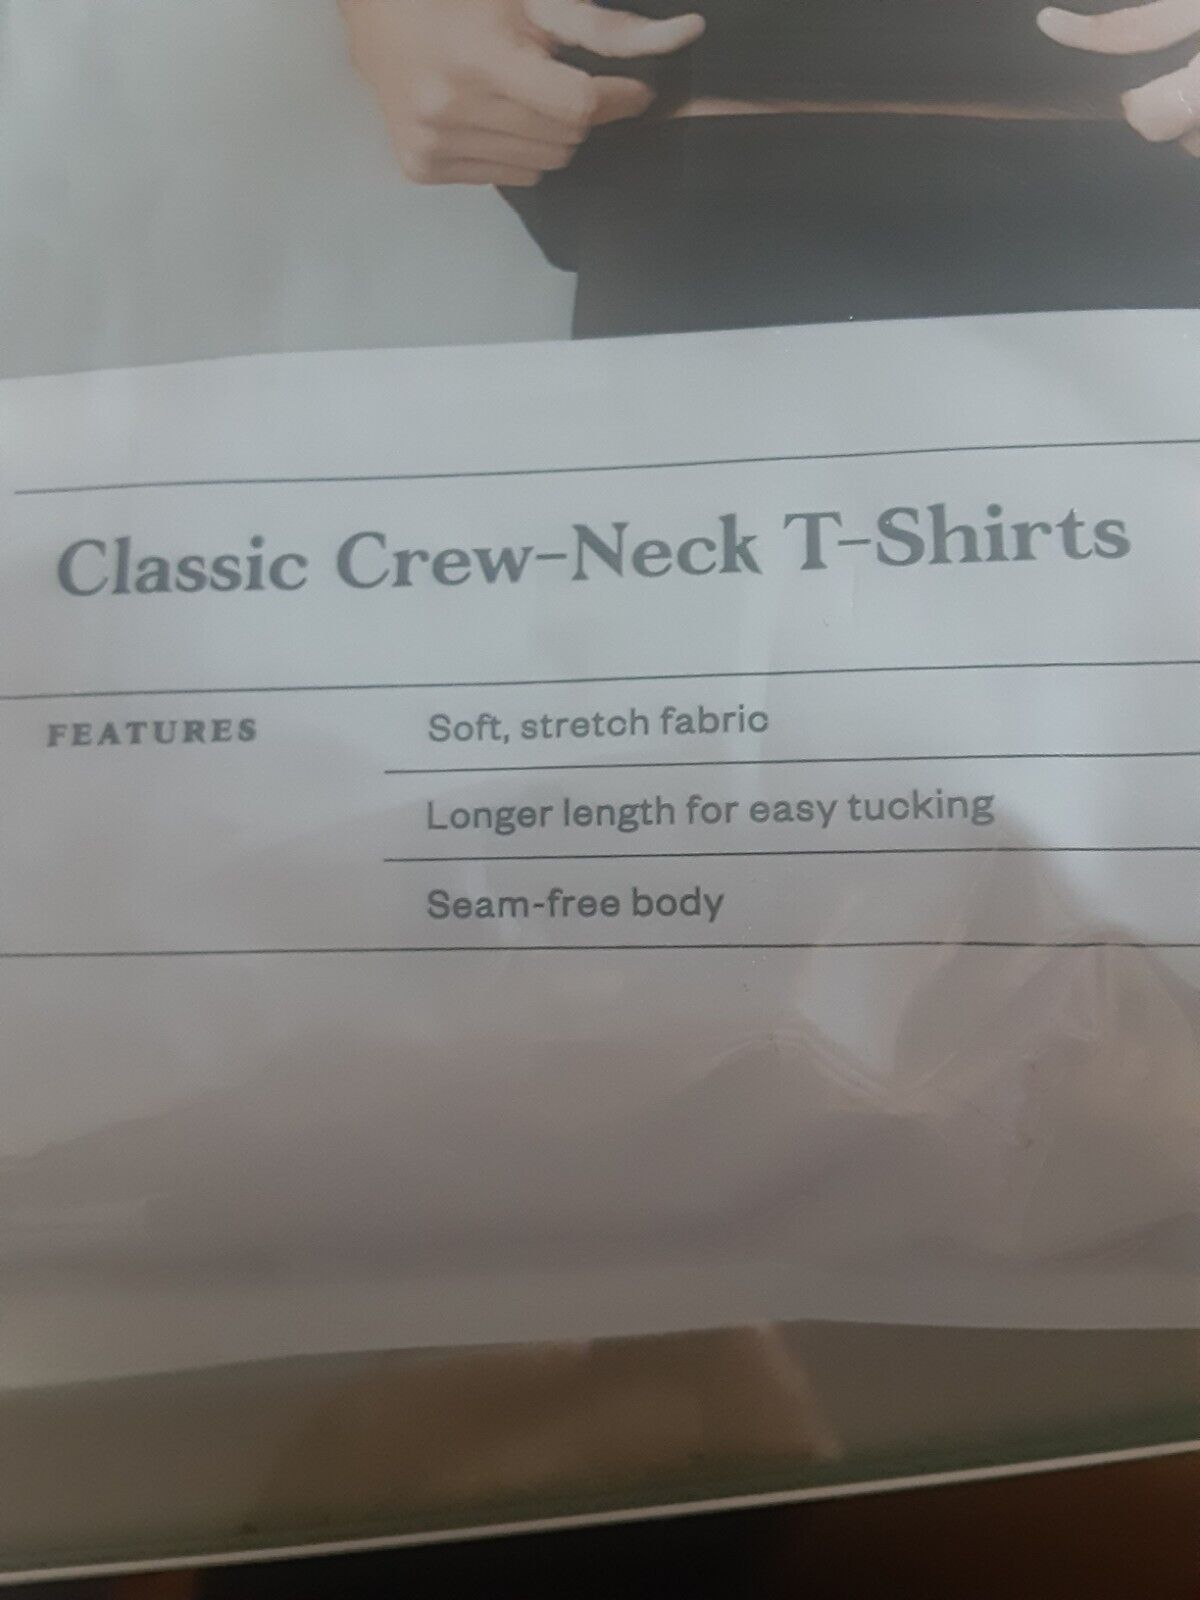 Classic Crew-Neck T-Shirts
FEATURES
Soft, stretch fabric
Longer length for easy tucking
Seam-free body